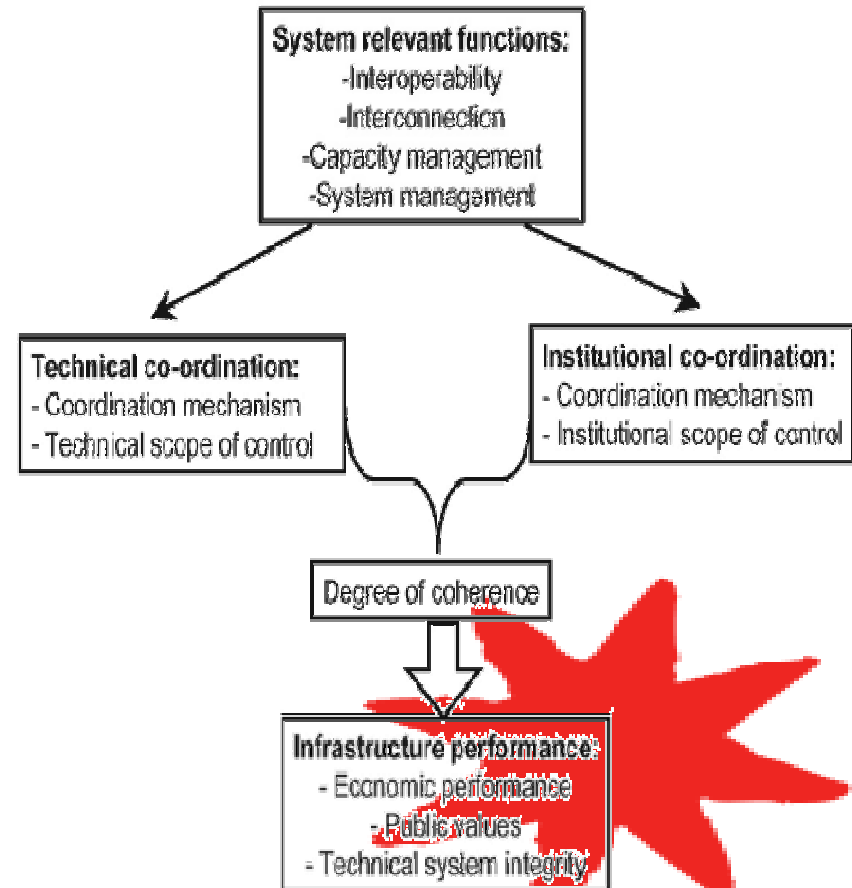 System relevant functions:
-Interoperability
-Interconnection
-Capacity management
-System management
Technical co-ordination:
- Coordination mechanism
- Technical scope of control
Institutional co-ordination:
- Coordination mechanism
- Institutional scope of control
Degree of coherence
Infrastructure performance:
- Economic performance
- Public values
- Technical system integrity